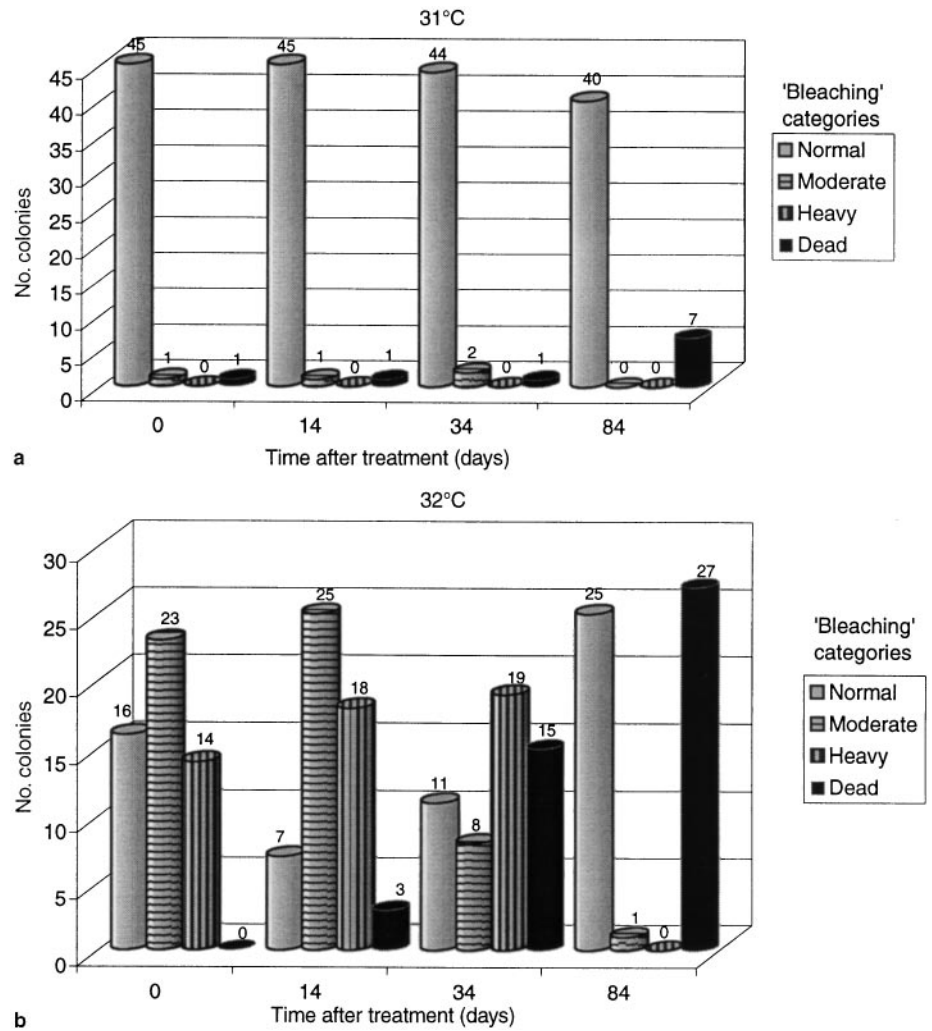 31°C
45 45 44 40
45
40
35
30
25
20
15
10
5
0
No. colonies
1 0 1 1 0 1 2 0 1 0 0 7
0 14 34 84
Time after treatment (days)
a
'Bleaching'
categories
Normal
Moderate
Heavy
Dead
32°C
30
25
20
15
10
5
0
No. colonies
16 23 14 0 7 25 18 3 11 8 19 15 25 1 0 27
0 14 34 84
Time after treatment (days)
b
'Bleaching'
categories
Normal
Moderate
Heavy
Dead